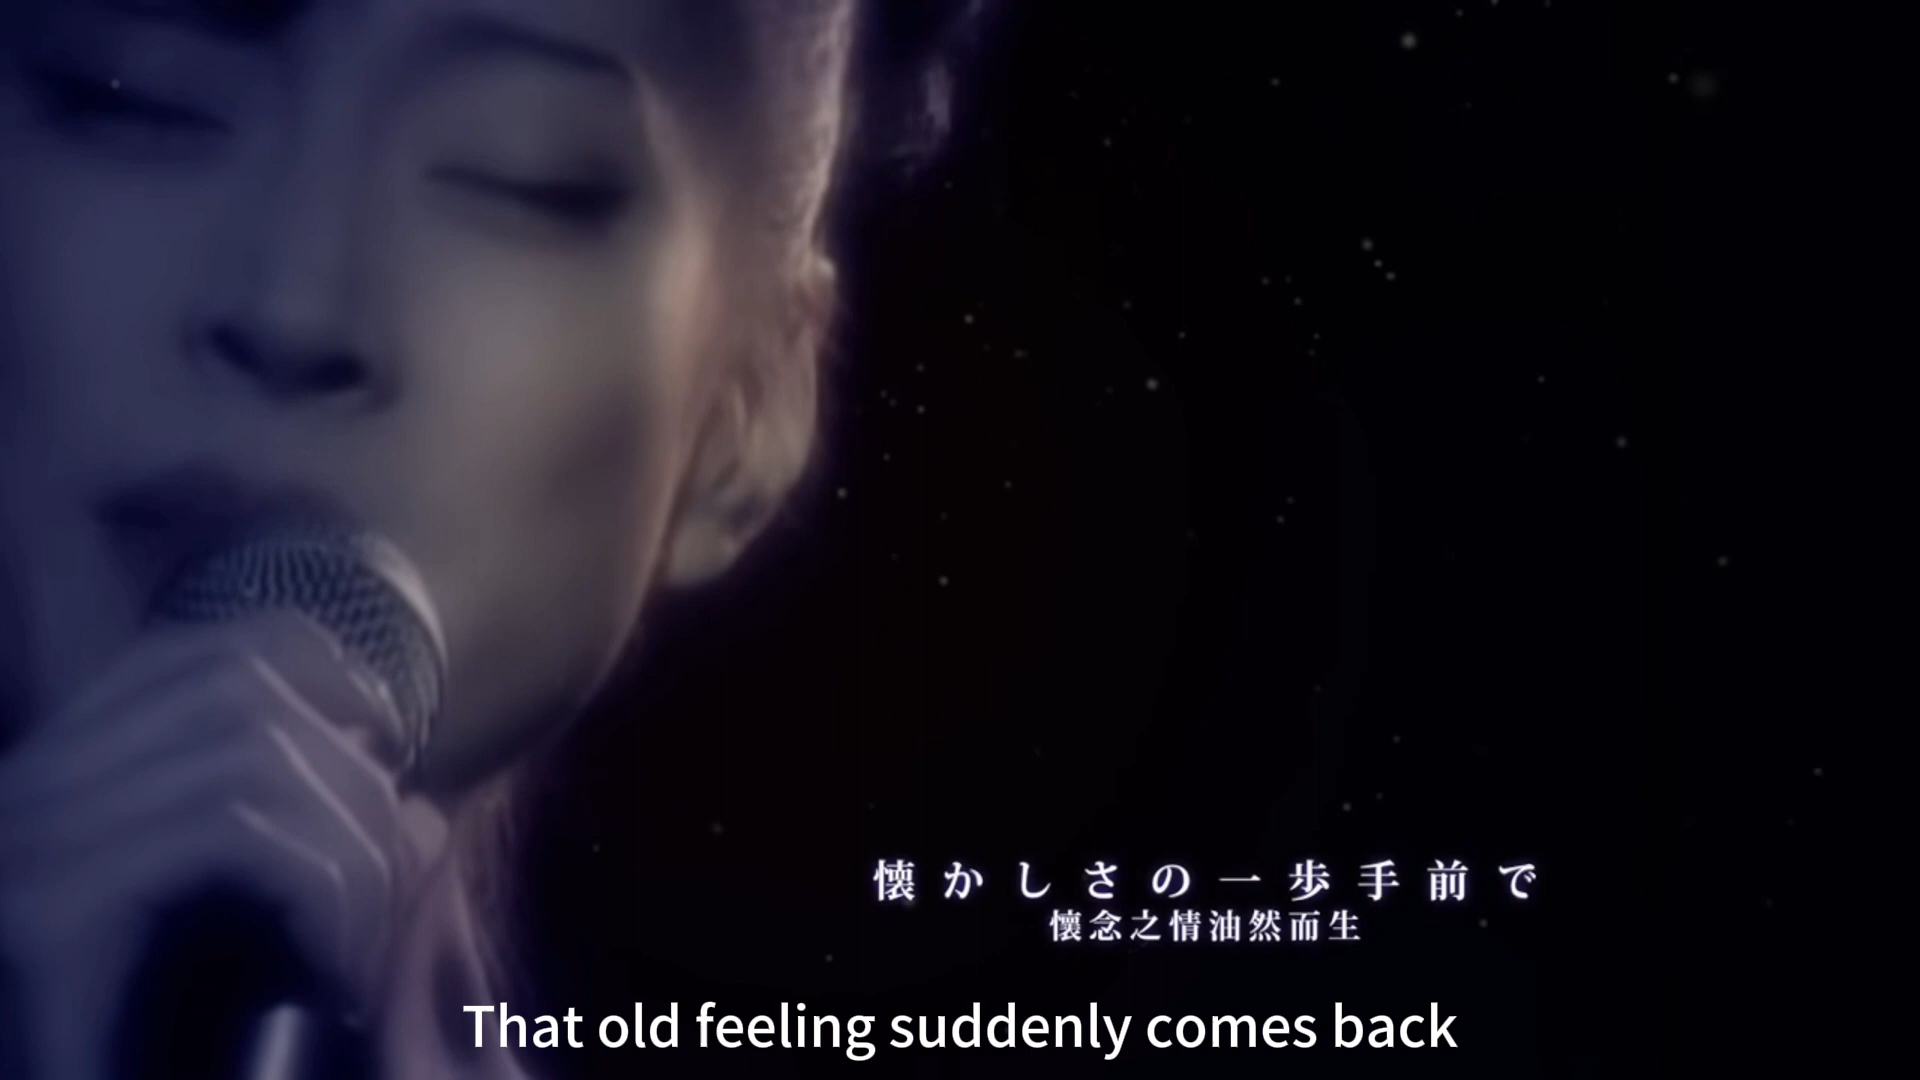 懐かしさの一歩手前で
懷念之情油然而生
That old feeling suddenly comes back